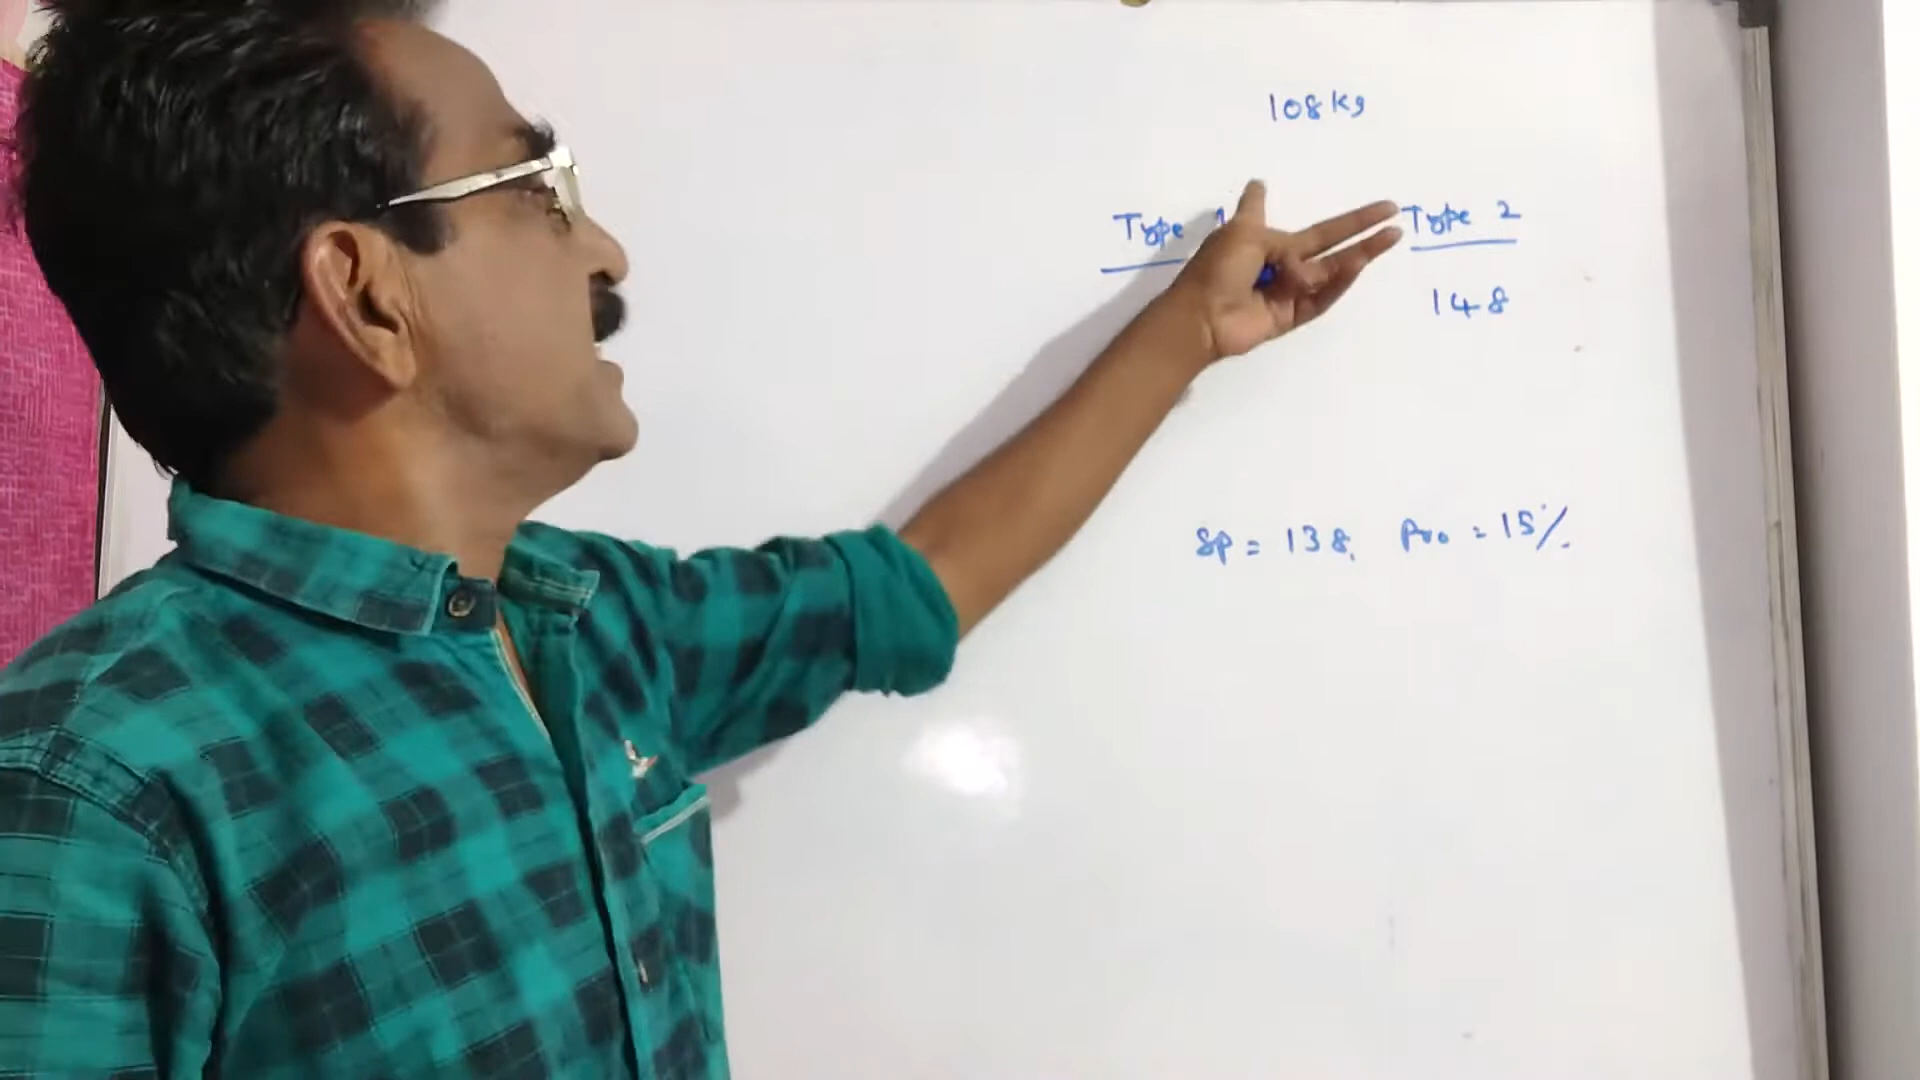 108 kg
Type 1 Type 2
148
SP = 138, Pro = 15%